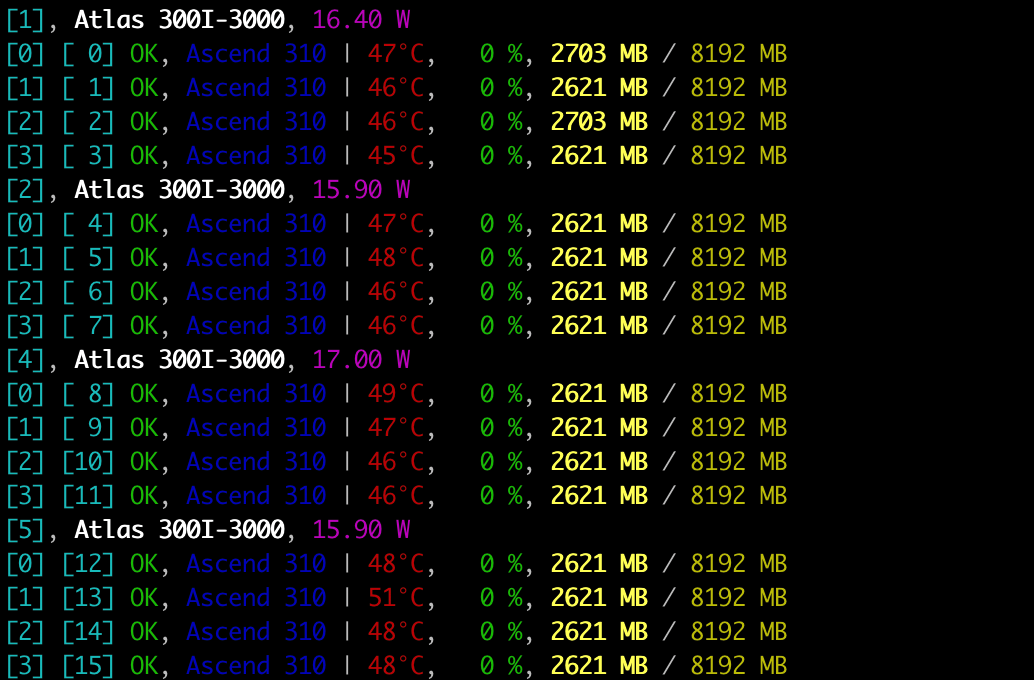 [1], Atlas 300I-3000, 16.40 W
[0] [ 0] OK, Ascend 310 | 47°C,   0 %, 2703 MB / 8192 MB
[1] [ 1] OK, Ascend 310 | 46°C,   0 %, 2621 MB / 8192 MB
[2] [ 2] OK, Ascend 310 | 46°C,   0 %, 2703 MB / 8192 MB
[3] [ 3] OK, Ascend 310 | 45°C,   0 %, 2621 MB / 8192 MB
[2], Atlas 300I-3000, 15.90 W
[0] [ 4] OK, Ascend 310 | 47°C,   0 %, 2621 MB / 8192 MB
[1] [ 5] OK, Ascend 310 | 48°C,   0 %, 2621 MB / 8192 MB
[2] [ 6] OK, Ascend 310 | 46°C,   0 %, 2621 MB / 8192 MB
[3] [ 7] OK, Ascend 310 | 46°C,   0 %, 2621 MB / 8192 MB
[4], Atlas 300I-3000, 17.00 W
[0] [ 8] OK, Ascend 310 | 49°C,   0 %, 2621 MB / 8192 MB
[1] [ 9] OK, Ascend 310 | 47°C,   0 %, 2621 MB / 8192 MB
[2] [10] OK, Ascend 310 | 46°C,   0 %, 2621 MB / 8192 MB
[3] [11] OK, Ascend 310 | 46°C,   0 %, 2621 MB / 8192 MB
[5], Atlas 300I-3000, 15.90 W
[0] [12] OK, Ascend 310 | 48°C,   0 %, 2621 MB / 8192 MB
[1] [13] OK, Ascend 310 | 51°C,   0 %, 2621 MB / 8192 MB
[2] [14] OK, Ascend 310 | 48°C,   0 %, 2621 MB / 8192 MB
[3] [15] OK, Ascend 310 | 48°C,   0 %, 2621 MB / 8192 MB